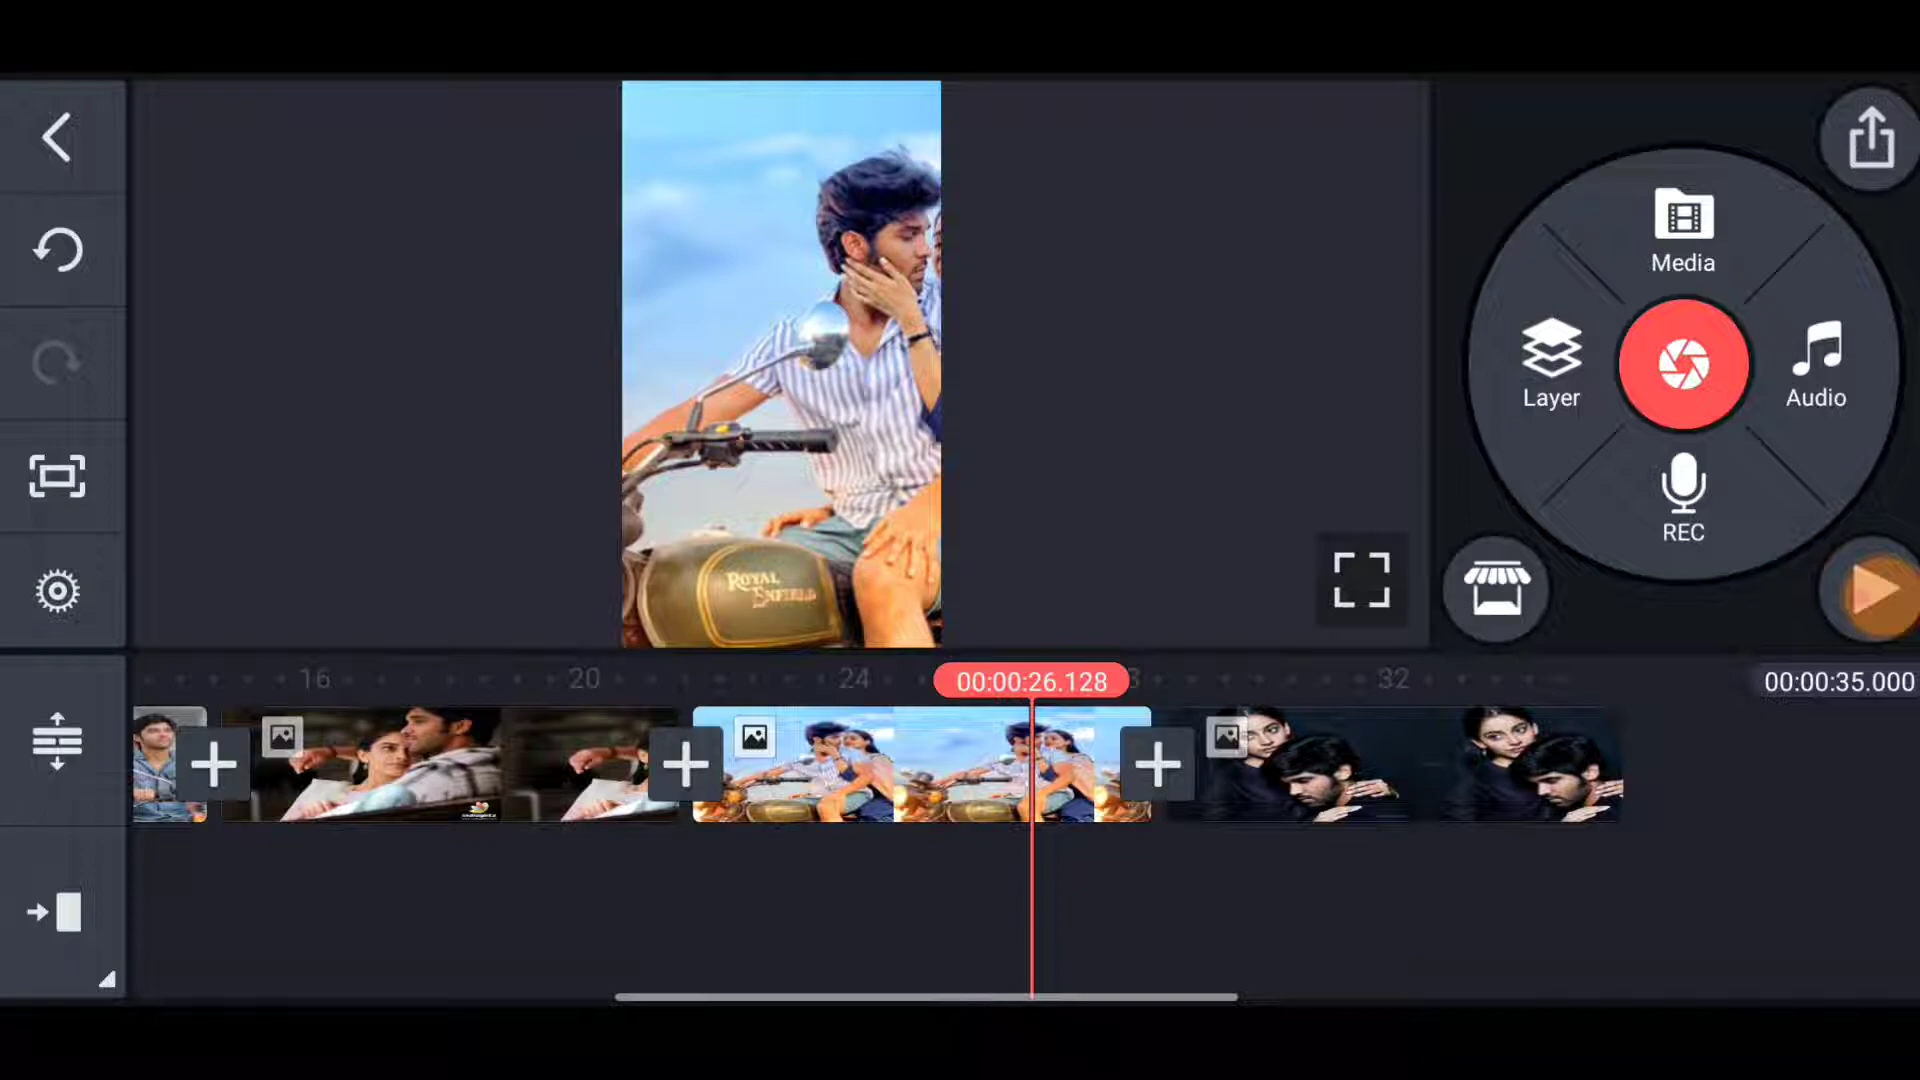 Media
Layer
Audio
REC
ROYAL
ENFIELD
16
20
24
00:00:26.128
32
00:00:35.000